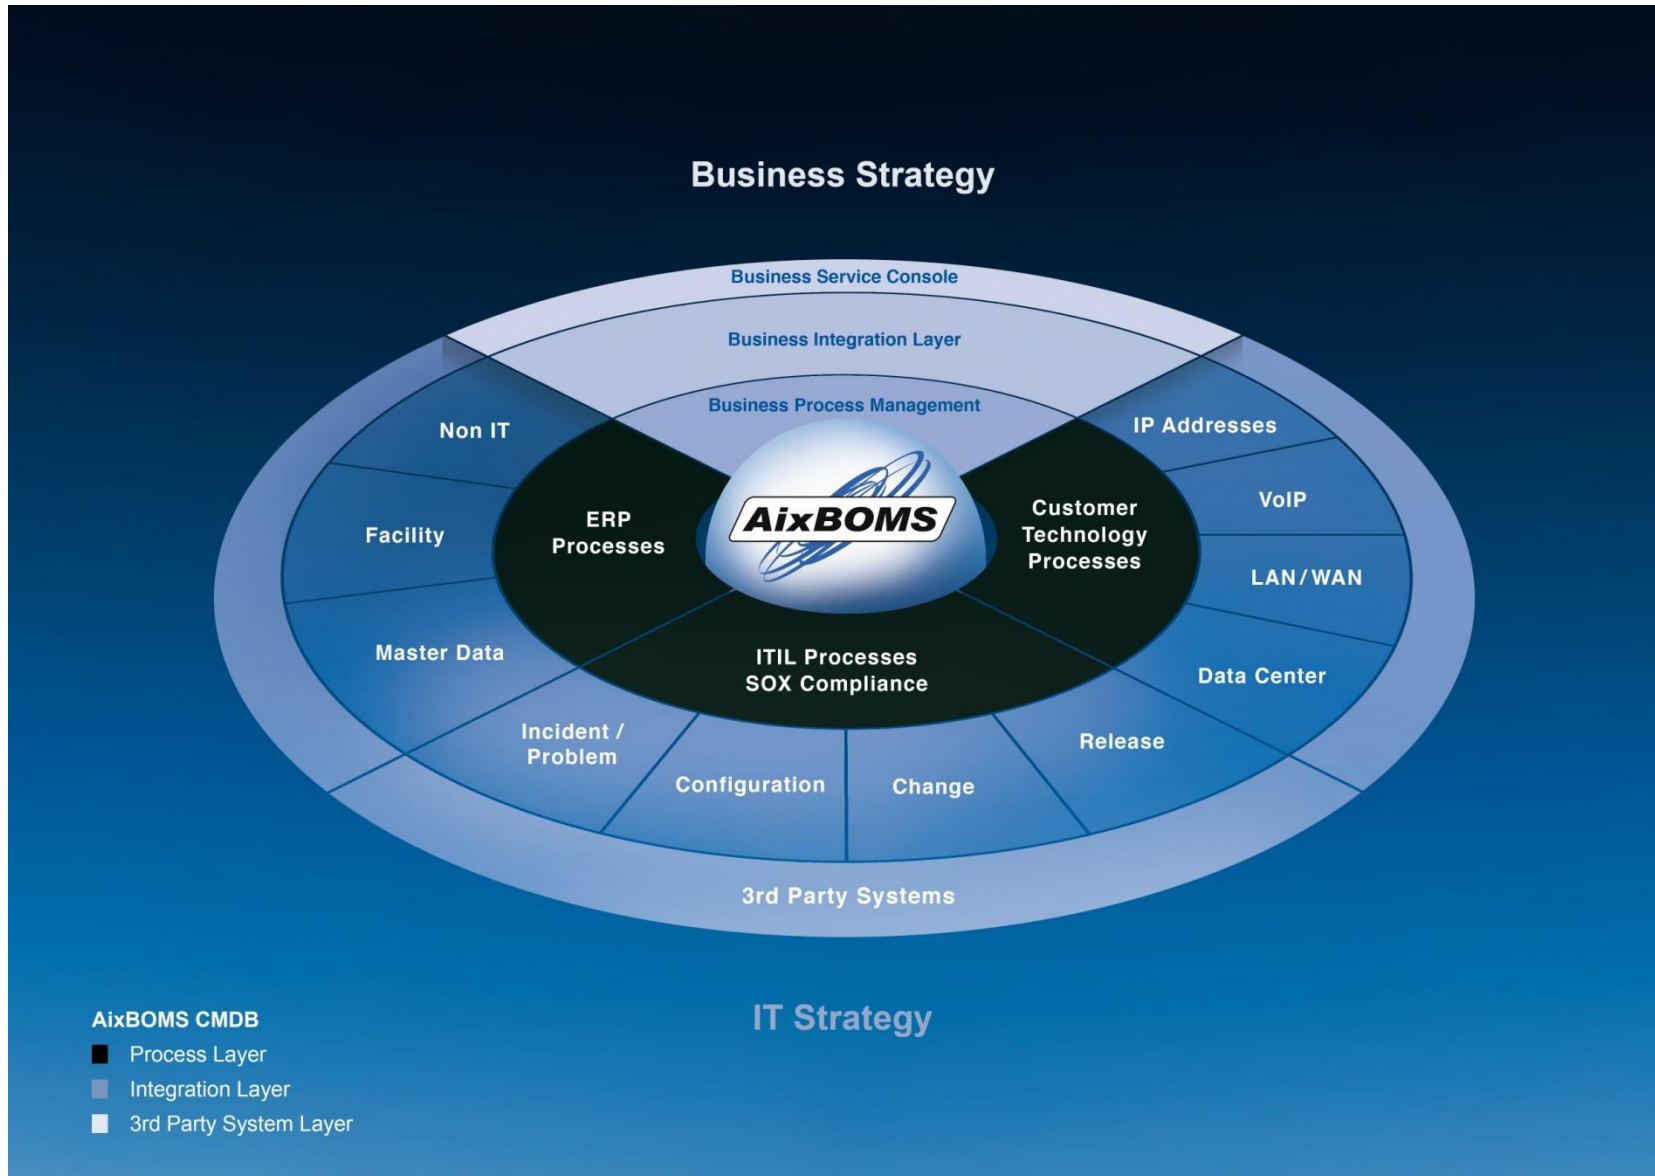 Business Strategy
Business Service Console
Business Integration Layer
Business Process Management
Non IT
Facility
Master Data
ERP
Processes
AixBOMS
Customer
Technology
Processes
IP Addresses
VoIP
LAN/WAN
Data Center
ITIL Processes
SOX Compliance
Incident /
Problem
Configuration
Change
Release
3rd Party Systems
IT Strategy
AixBOMS CMDB
Process Layer
Integration Layer
3rd Party System Layer